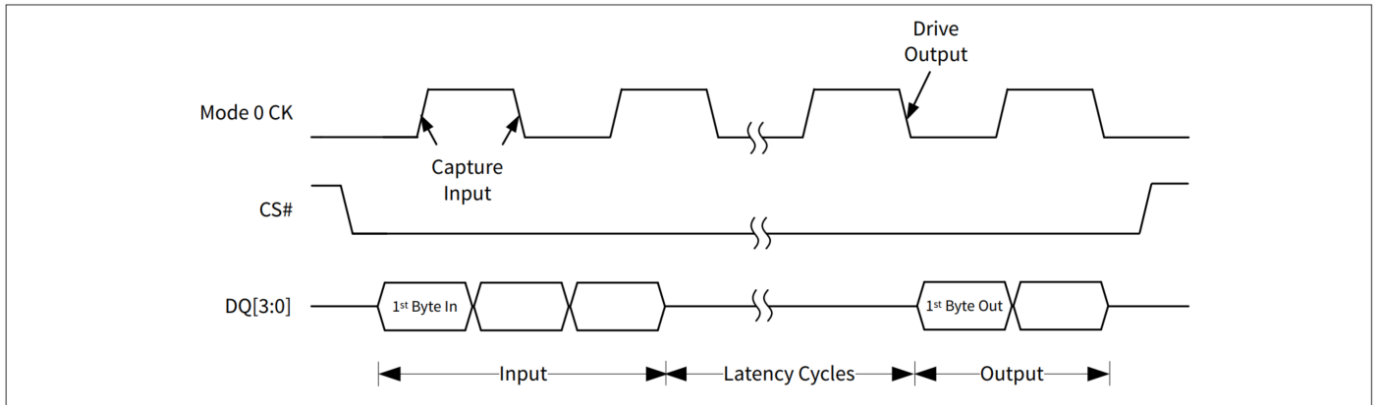 Drive
Output
Mode 0 CK
Capture
Input
CS#
DQ[3:0]
1st Byte In
1st Byte Out
Input
Latency Cycles
Output